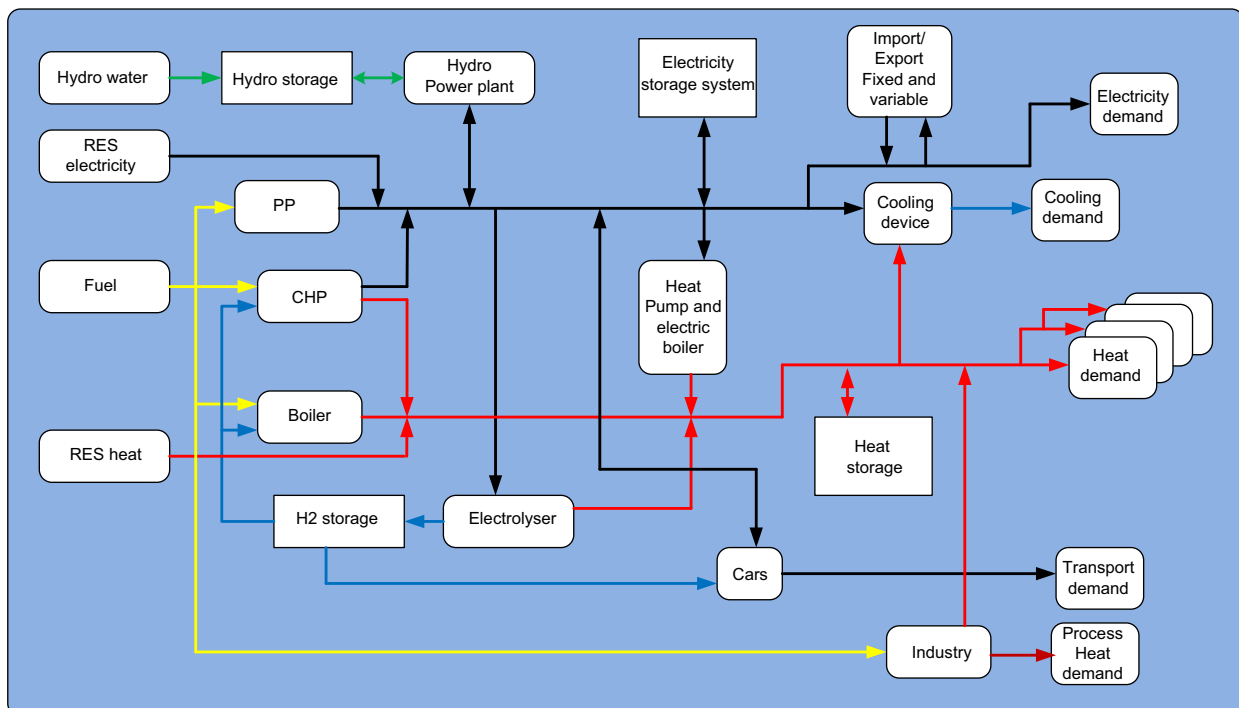 Hydro water
Hydro storage
Hydro
Power plant
Electricity
storage system
Import/
Export
Fixed and
variable
Electricity
demand
RES
electricity
PP
Cooling
device
Cooling
demand
Fuel
CHP
Heat
Pump and
electric
boiler
Heat
demand
Boiler
RES heat
Heat
storage
H2 storage
Electrolyser
Cars
Transport
demand
Industry
Process
Heat
demand